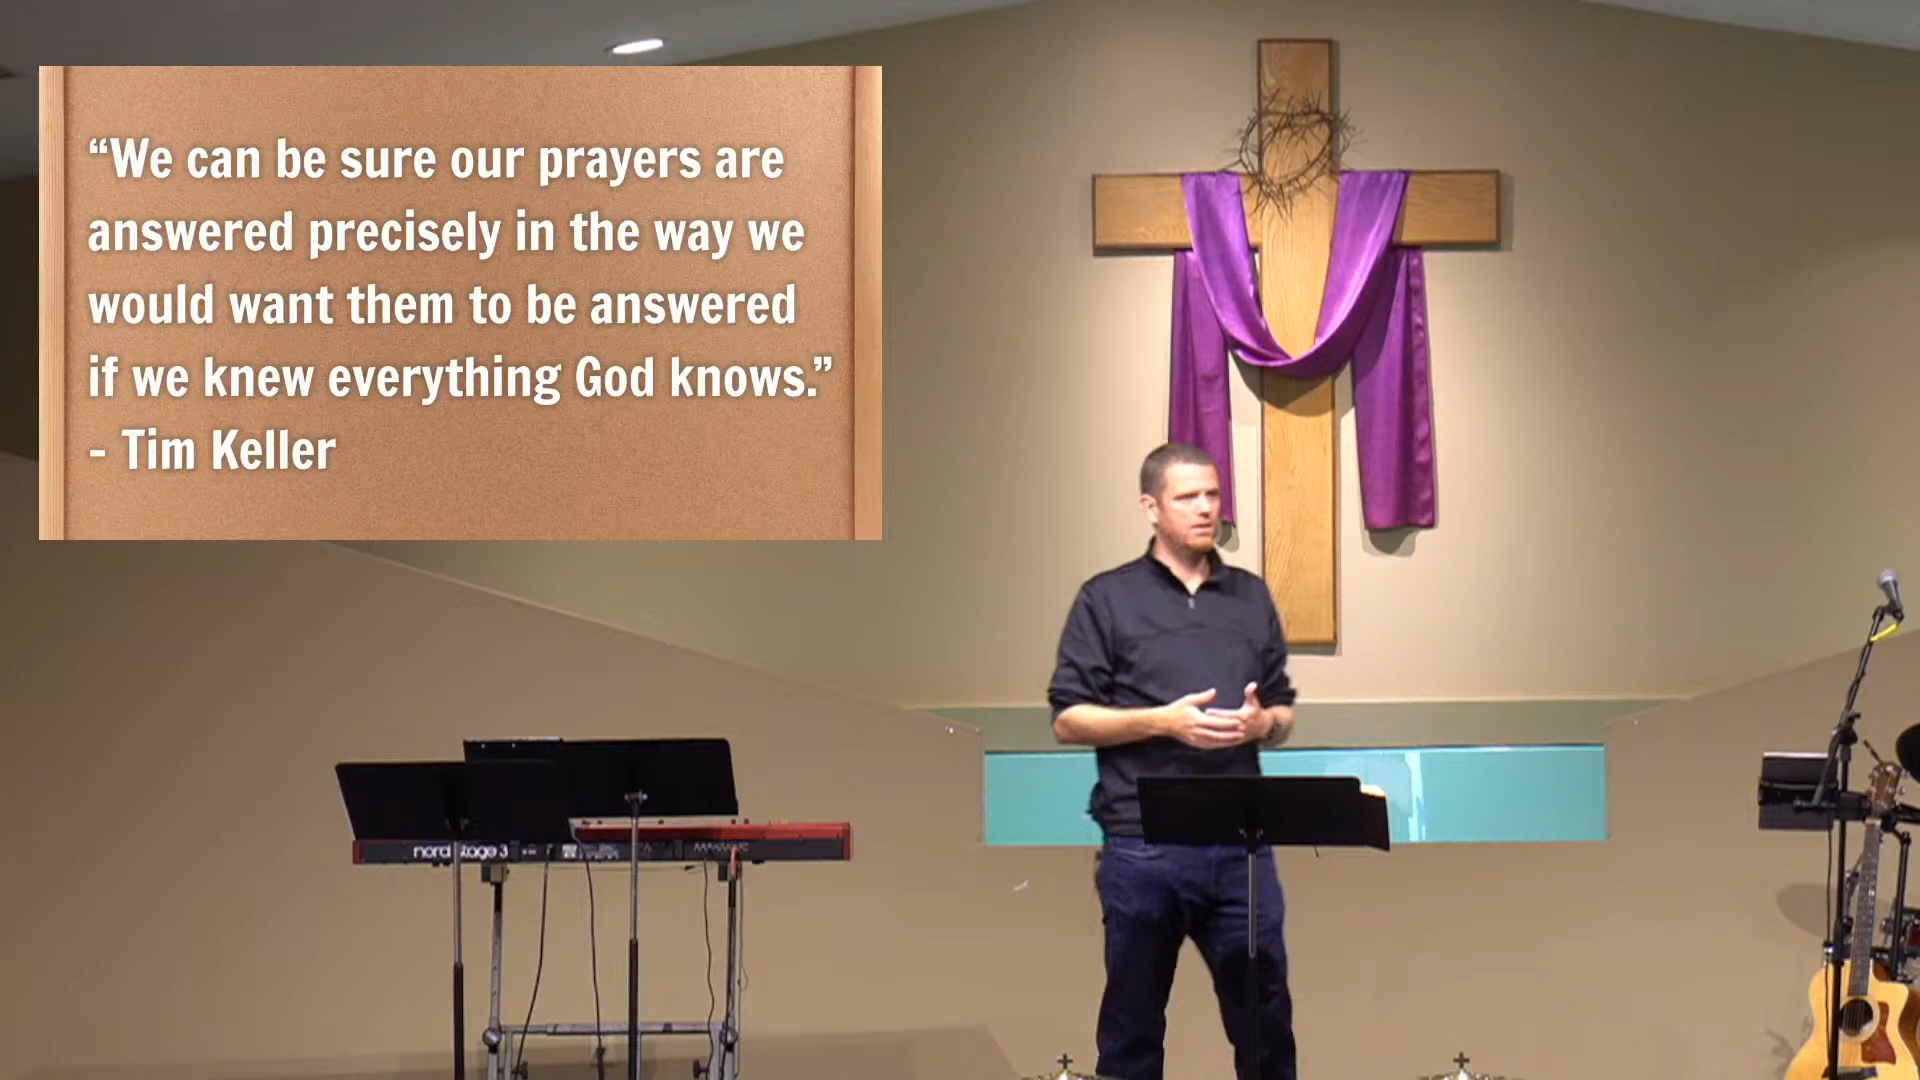 “We can be sure our prayers are
answered precisely in the way we
would want them to be answered
if we knew everything God knows.”
- Tim Keller
nord stage 3